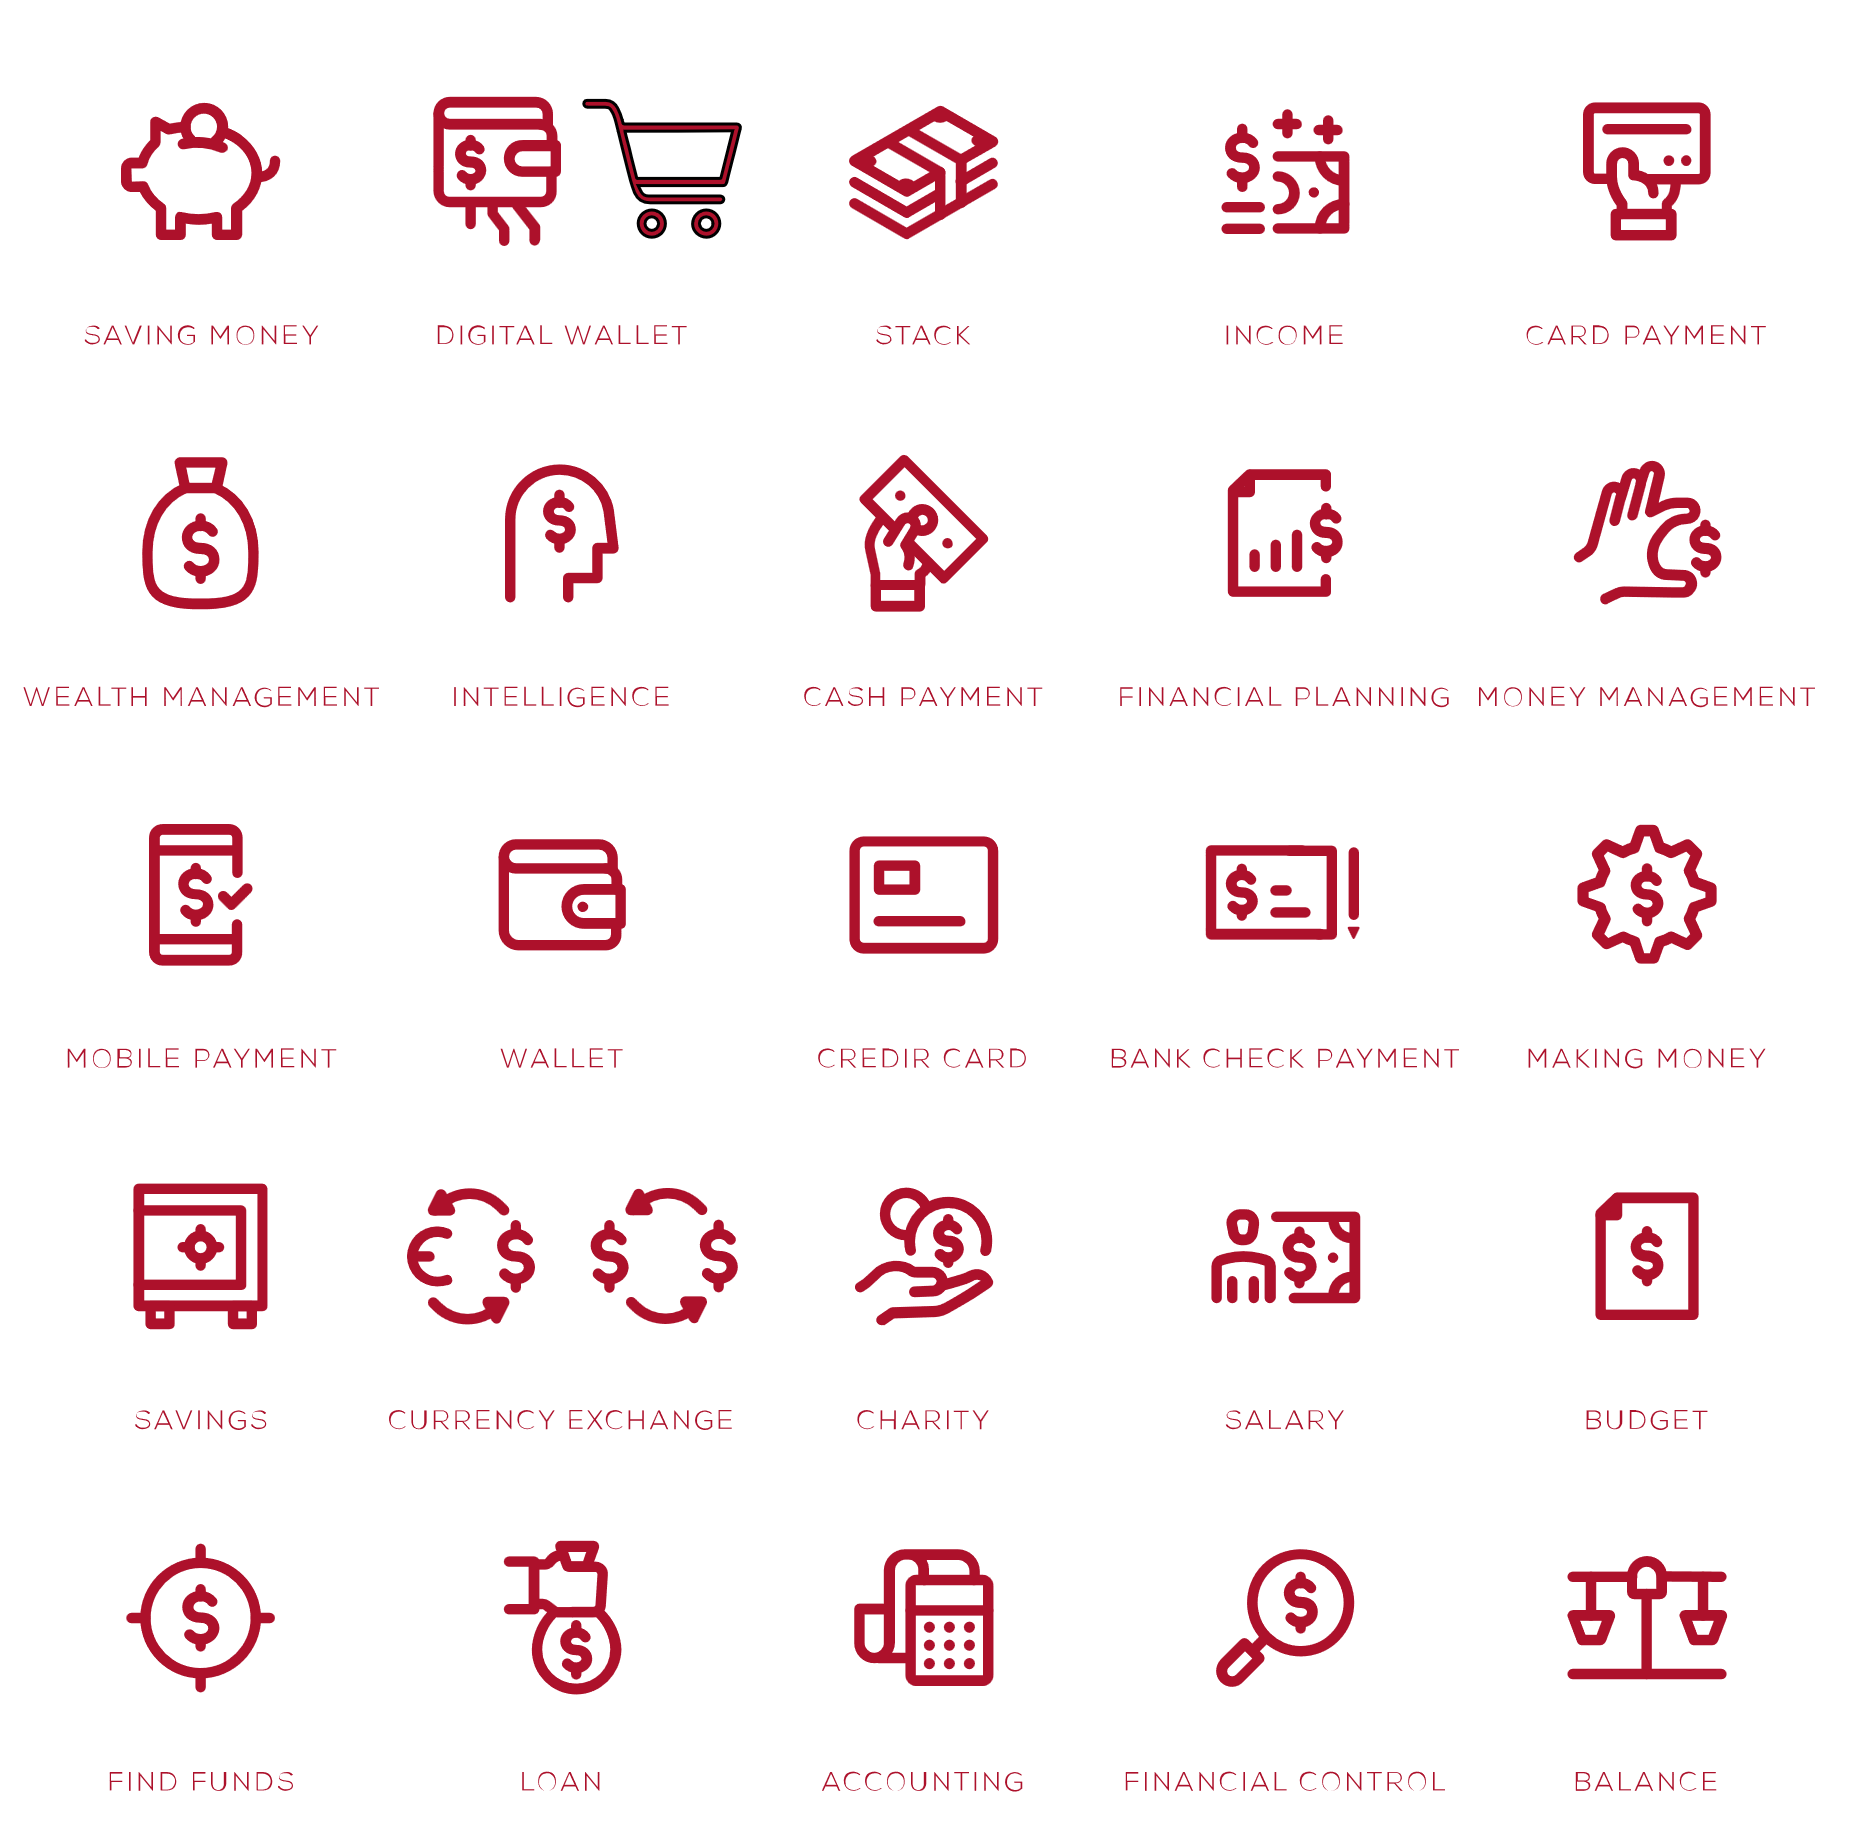 SAVING MONEY
DIGITAL WALLET
STACK
INCOME
CARD PAYMENT
WEALTH MANAGEMENT
INTELLIGENCE
CASH PAYMENT
FINANCIAL PLANNING
MONEY MANAGEMENT
MOBILE PAYMENT
WALLET
CREDIR CARD
BANK CHECK PAYMENT
MAKING MONEY
SAVINGS
CURRENCY EXCHANGE
CHARITY
SALARY
BUDGET
FIND FUNDS
LOAN
ACCOUNTING
FINANCIAL CONTROL
BALANCE